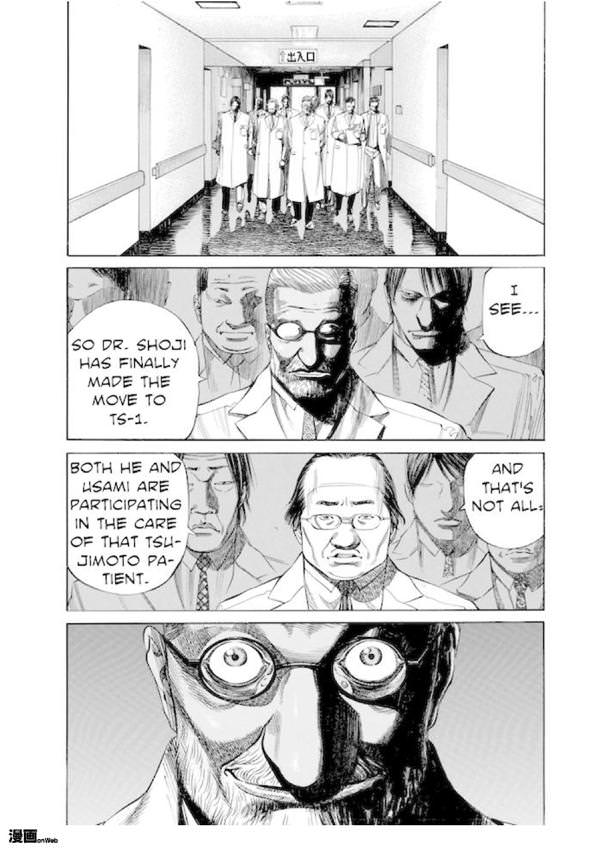 出入口
I
SEE...
SO DR. SHOJI
HAS FINALLY
MADE THE
MOVE TO
TS-1.
AND
THAT'S
NOT ALL.
BOTH HE AND
USAMI ARE
PARTICIPATING
IN THE CARE
OF THAT TSU-
JIMOTO PA-
TIENT.
漫画onWeb